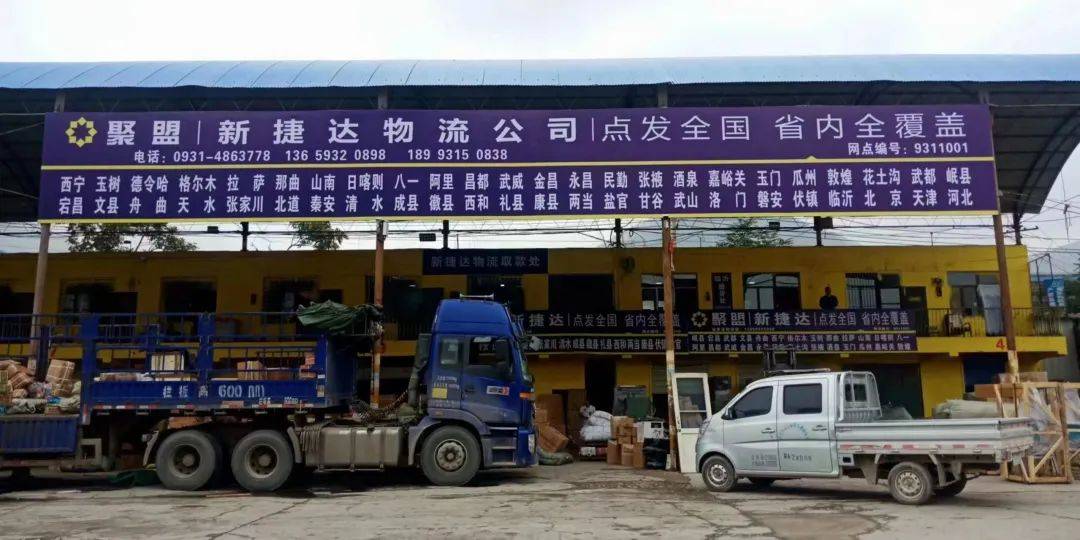 聚盟 | 新捷达物流公司 | 点发全国 省内全覆盖
电话:0931-4863778 136 5932 0898 189 9315 0838 网点编号:9311001
西宁 玉树 德令哈 格尔木 拉萨 那曲 山南 日喀则 八一 阿里 昌都 武威 金昌 永昌 民勤 张掖 酒泉 嘉峪关 玉门 瓜州 敦煌 花土沟 武都 岷县
宕昌 文县 舟曲 天水 张家川 北道 秦安 清水 成县 徽县 西和 礼县 康县 两当 盐官 甘谷 武山 洛门 磐安 伏镇 临沂 北京 天津 河北
新捷达物流取款处
新捷达 | 点发全国 省内全覆盖
聚盟 | 新捷达 | 点发全国 省内全覆盖
栏板高 600
4